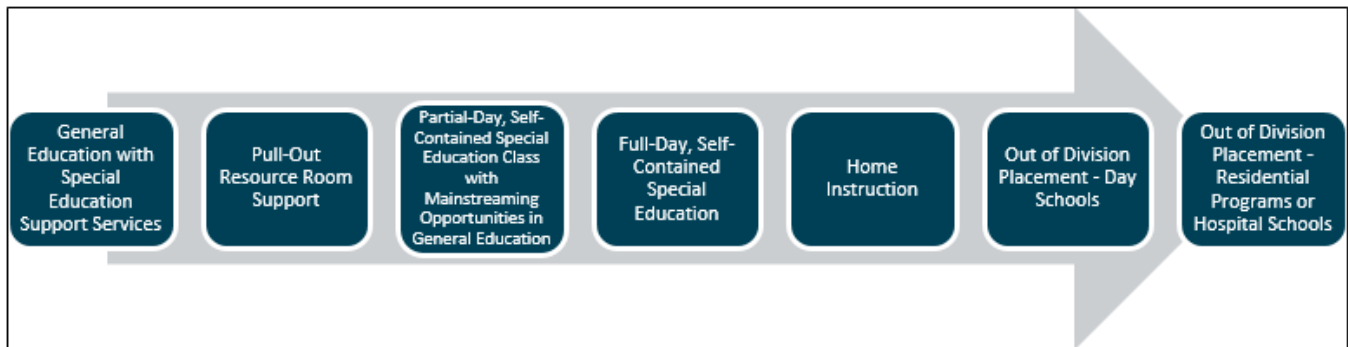 General
Education with
Special
Education
Support Services
Pull-Out
Resource Room
Support
Partial-Day, Self-
Contained Special
Education Class
with
Mainstreaming
Opportunities in
General Education
Full-Day, Self-
Contained
Special
Education
Home
Instruction
Out of Division
Placement - Day
Schools
Out of Division
Placement -
Residential
Programs or
Hospital Schools